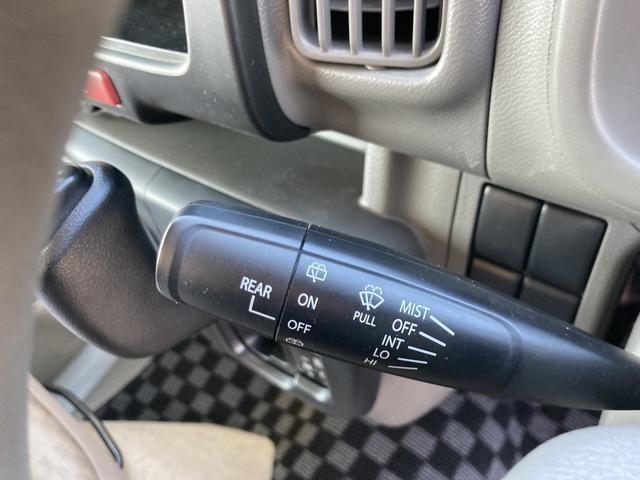 REAR
ON
OFF
PULL
MIST
OFF
INT
LO
HI